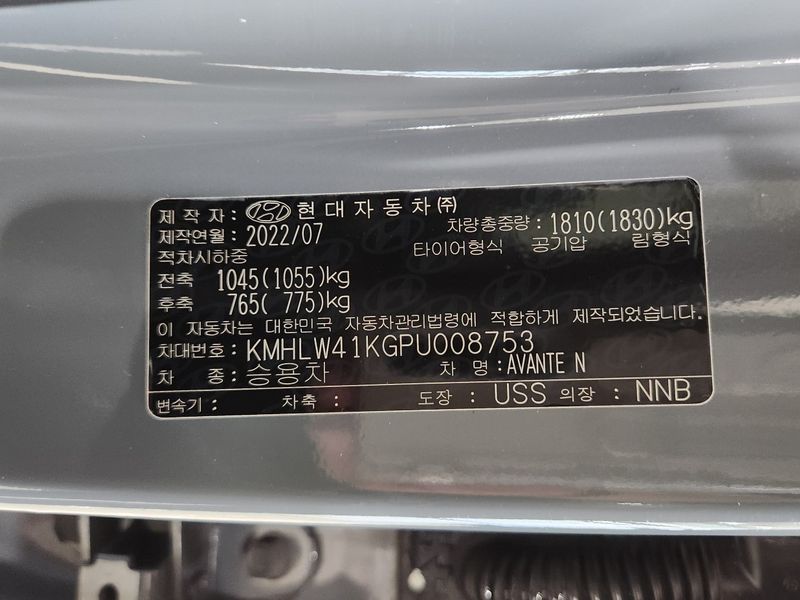 제 작 자 : 현대자동차㈜
차량총중량 : 1810(1830)kg
제작연월 : 2022/07
타이어형식 공기압 림형식
적차시하중
전축 1045(1055)kg
후축 765( 775)kg
이 자동차는 대한민국 자동차관리법령에 적합하게 제작되었습니다.
차대번호 : KMHLW41KGPU008753
차 종 : 승용차 차 명 : AVANTE N
변속기 : 차축 : 도장 : USS 의장 : NNB